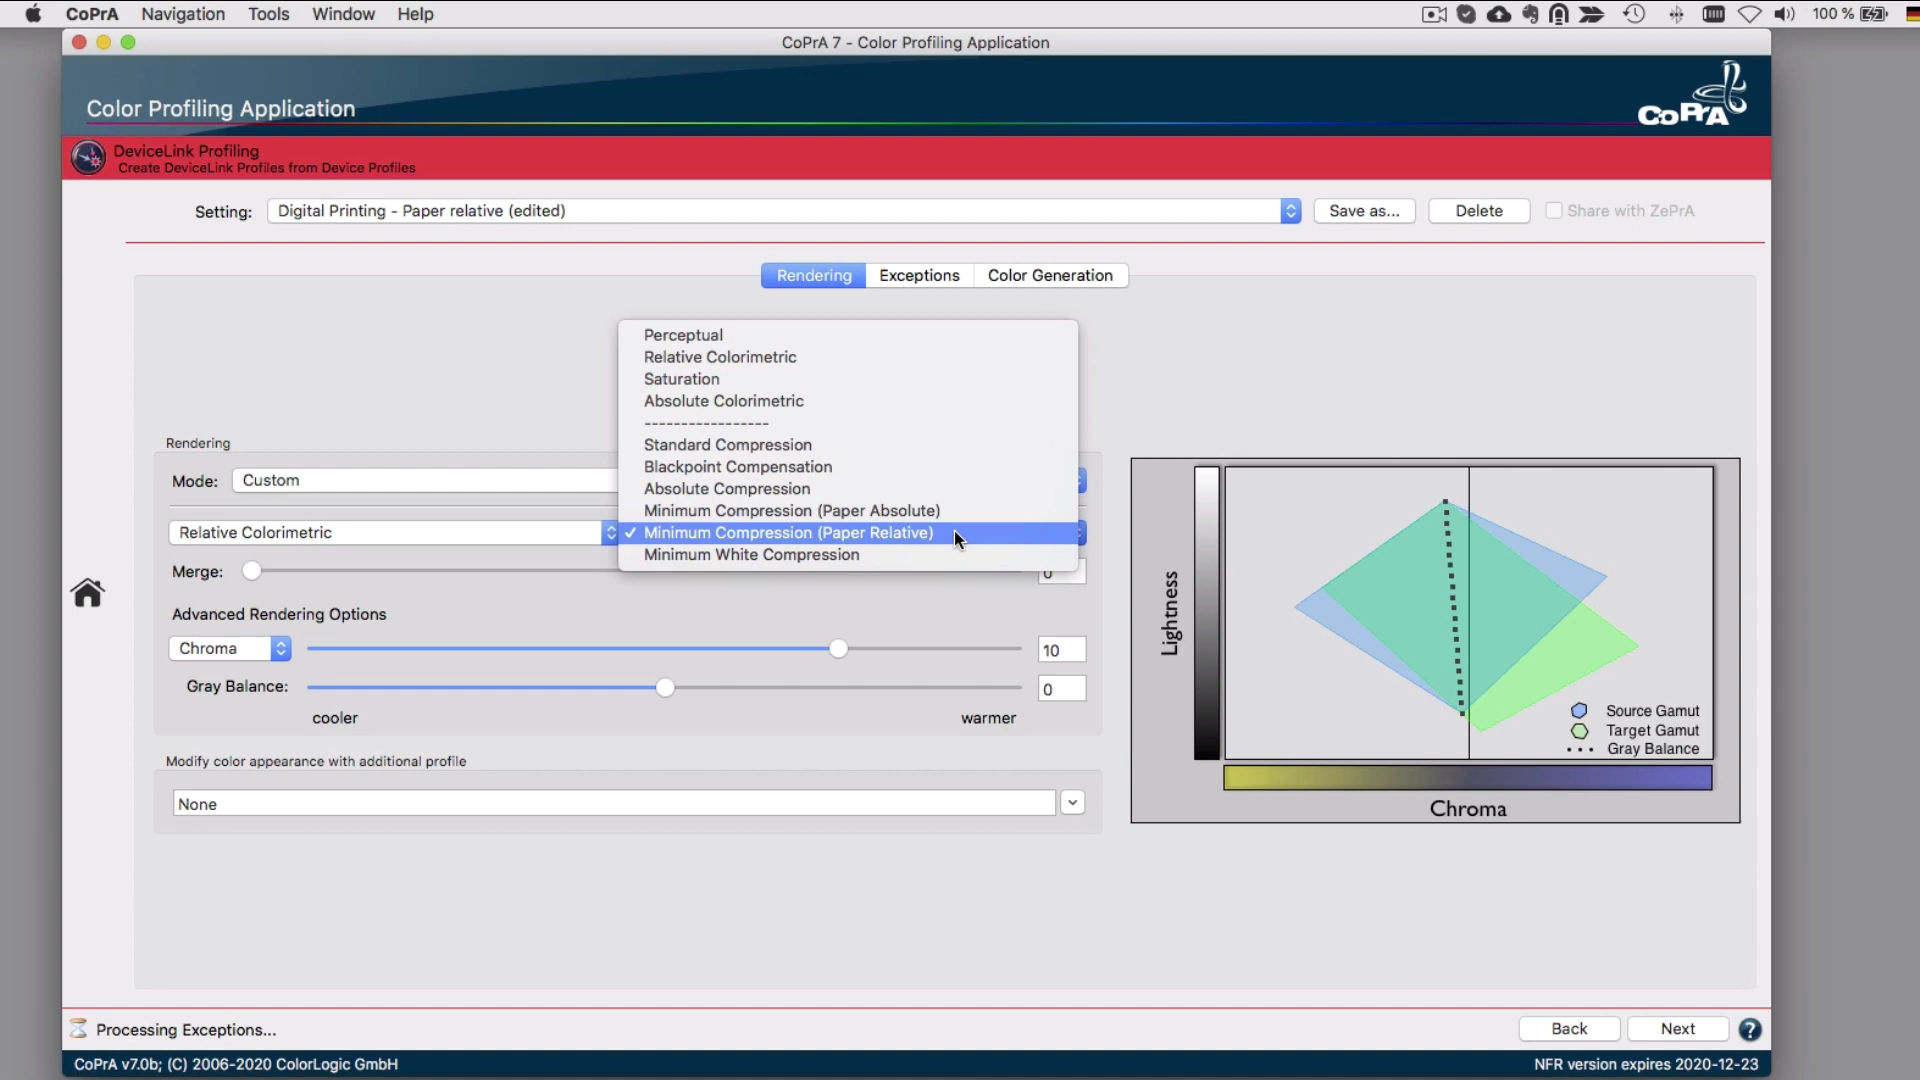 CoPrA Navigation Tools Window Help 100 %
CoPrA 7 - Color Profiling Application
Color Profiling Application
CoPrA
DeviceLink Profiling
Create DeviceLink Profiles from Device Profiles
Setting: Digital Printing - Paper relative (edited) Save as... Delete Share with ZePrA
Rendering Exceptions Color Generation
Perceptual
Relative Colorimetric
Saturation
Absolute Colorimetric
-----------------
Standard Compression
Blackpoint Compensation
Absolute Compression
Minimum Compression (Paper Absolute)
✓ Minimum Compression (Paper Relative)
Minimum White Compression
Rendering
Mode: Custom
Relative Colorimetric
Merge: 0
Advanced Rendering Options
Chroma 10
Gray Balance: 0
cooler warmer
Modify color appearance with additional profile
None
Lightness
Source Gamut
Target Gamut
Gray Balance
Chroma
Processing Exceptions...
Back Next ?
CoPrA v7.0b; (C) 2006-2020 ColorLogic GmbH
NFR version expires 2020-12-23